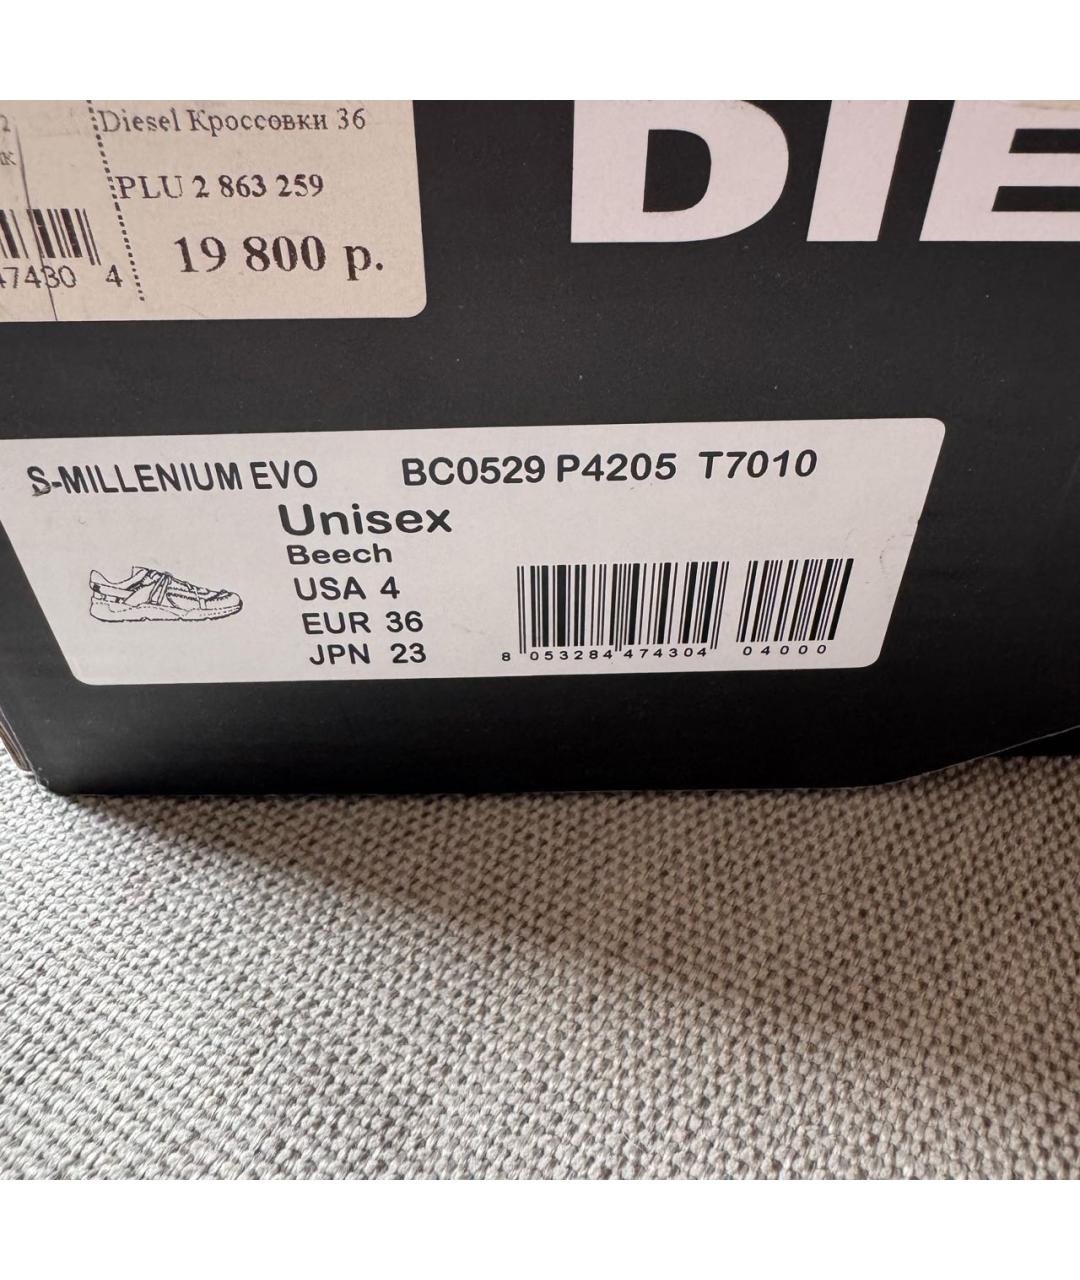 Diesel Кроссовки 36
PLU 2 863 259
19 800 р.
47430 4
DIE
S-MILLENIUM EVO BC0529 P4205 T7010
Unisex
Beech
USA 4
EUR 36
JPN 23
8 053284 474304 04000